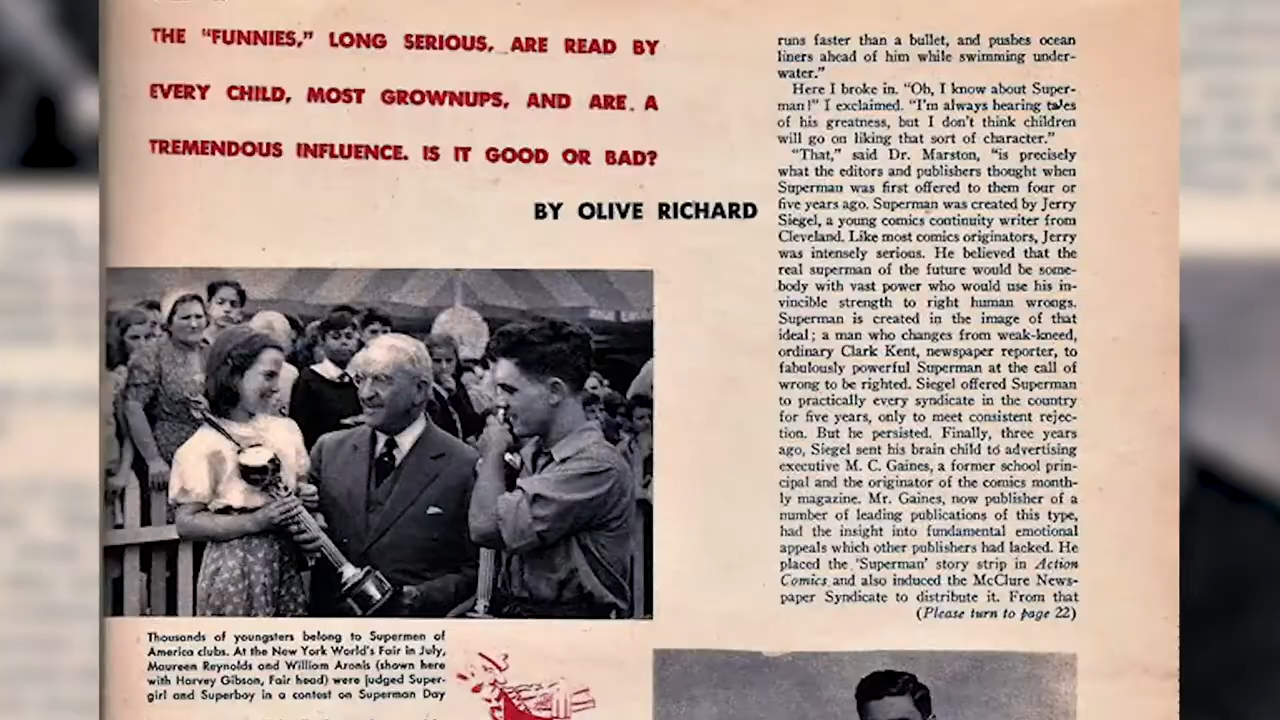 THE "FUNNIES," LONG SERIOUS, ARE READ BY
EVERY CHILD, MOST GROWNUPS, AND ARE A
TREMENDOUS INFLUENCE. IS IT GOOD OR BAD?
BY OLIVE RICHARD
Thousands of youngsters belong to Supermen of
America clubs. At the New York World's Fair in July,
Maureen Reynolds and William Aronis (shown here
with Harvey Gibson, Fair head) were judged Super-
girl and Superboy in a contest on Superman Day
runs faster than a bullet, and pushes ocean
liners ahead of him while swimming under-
water."
Here I broke in. "Oh, I know about Super-
man!" I exclaimed. "I'm always hearing tales
of his greatness, but I don't think children
will go on liking that sort of character."
"That," said Dr. Marston, "is precisely
what the editors and publishers thought when
Superman was first offered to them four or
five years ago. Superman was created by Jerry
Siegel, a young comics continuity writer from
Cleveland. Like most comics originators, Jerry
was intensely serious. He believed that the
real superman of the future would be some-
body with vast power who would use his in-
vincible strength to right human wrongs.
Superman is created in the image of that
ideal; a man who changes from weak-kneed,
ordinary Clark Kent, newspaper reporter, to
fabulously powerful Superman at the call of
wrong to be righted. Siegel offered Superman
to practically every syndicate in the country
for five years, only to meet consistent rejec-
tion. But he persisted. Finally, three years
ago, Siegel sent his brain child to advertising
executive M. C. Gaines, a former school prin-
cipal and the originator of the comics month-
ly magazine. Mr. Gaines, now publisher of a
number of leading publications of this type,
had the insight into fundamental emotional
appeals which other publishers had lacked. He
placed the 'Superman' story strip in Action
Comics and also induced the McClure News-
paper Syndicate to distribute it. From that
(Please turn to page 22)